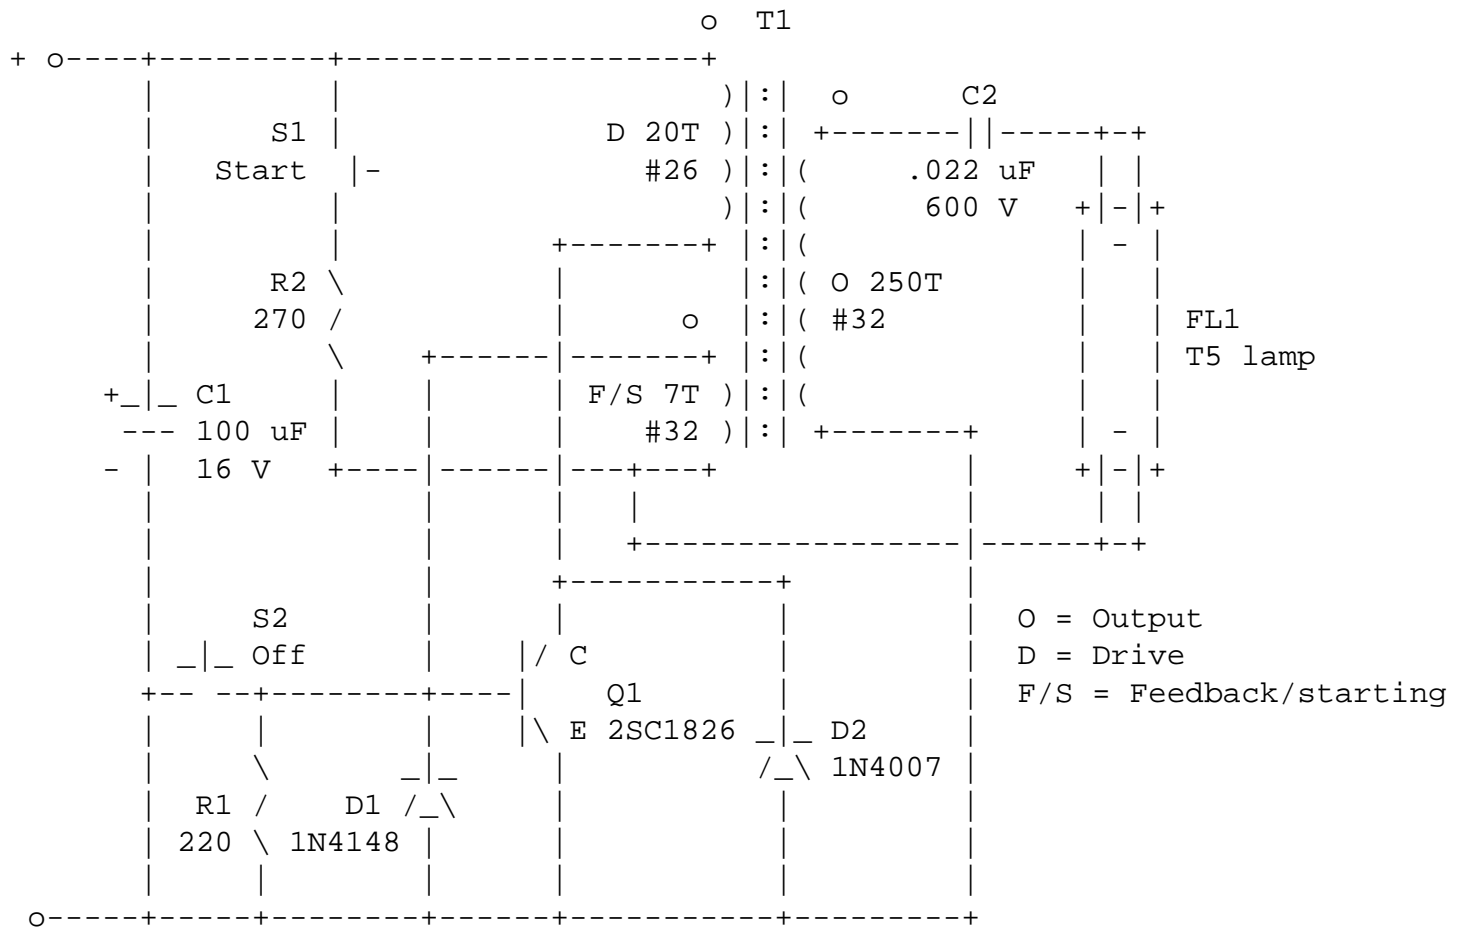 o  T1
 + o----+---------+-------------------+
        |         |                    )|:|  o      C2
        |      S1 |              D 20T )|:| +-------||-----+-+
        |   Start  |-              #26 )|:|(     .022 uF   | |
        |         |                    )|:|(      600 V   +|-|+
        |         |           +-------+ |:|(              | - |
        |      R2 \           |         |:|( O 250T       |   |
        |     270 /           |      o  |:|( #32          |   | FL1
        |         \    +------|-------+ |:|(              |   | T5 lamp
      +_|_ C1     |    |      | F/S 7T )|:|(              |   |
       --- 100 uF |    |      |    #32 )|:| +-------+     | - |
      - |  16 V   +----|------|---+---+             |     +|-|+
        |              |      |   |                 |      | |
        |              |      |   +-----------------|------+-+
        |              |      +-----------+         |
        |     S2       |      |           |         |  O = Output
        | _|_ Off      |    |/ C          |         |  D = Drive
        +-- --+--------+----|    Q1       |         |  F/S = Feedback/starting
        |     |        |    |\ E 2SC1826 _|_ D2     |
        |     \       _|_     |          /_\ 1N4007 |
        |  R1 /    D1 /_\     |           |         |
        | 220 \ 1N4148 |      |           |         |
        |     |        |      |           |         |
  o-----+-----+--------+------+-----------+---------+